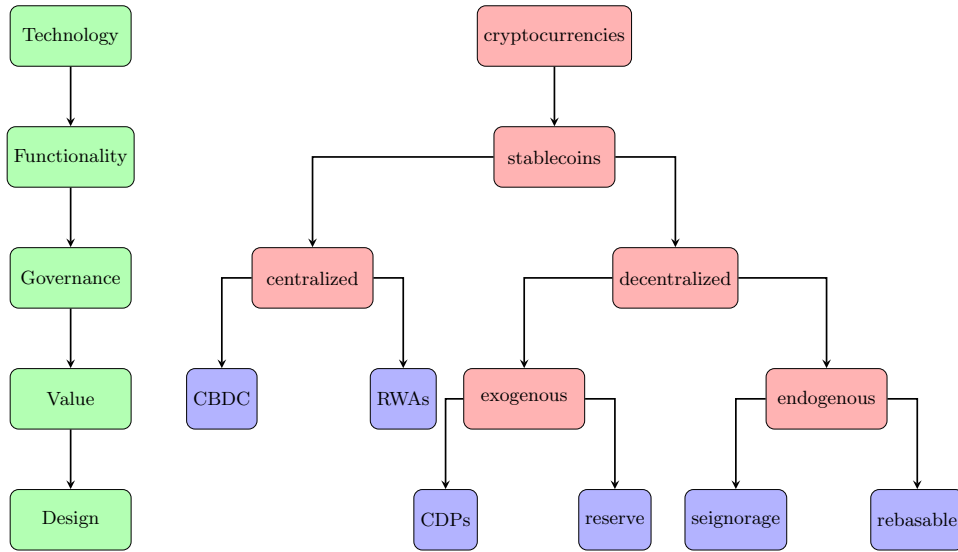 Technology
cryptocurrencies
Functionality
stablecoins
Governance
centralized
decentralized
Value
CBDC
RWAs
exogenous
endogenous
Design
CDPs
reserve
seignorage
rebasable